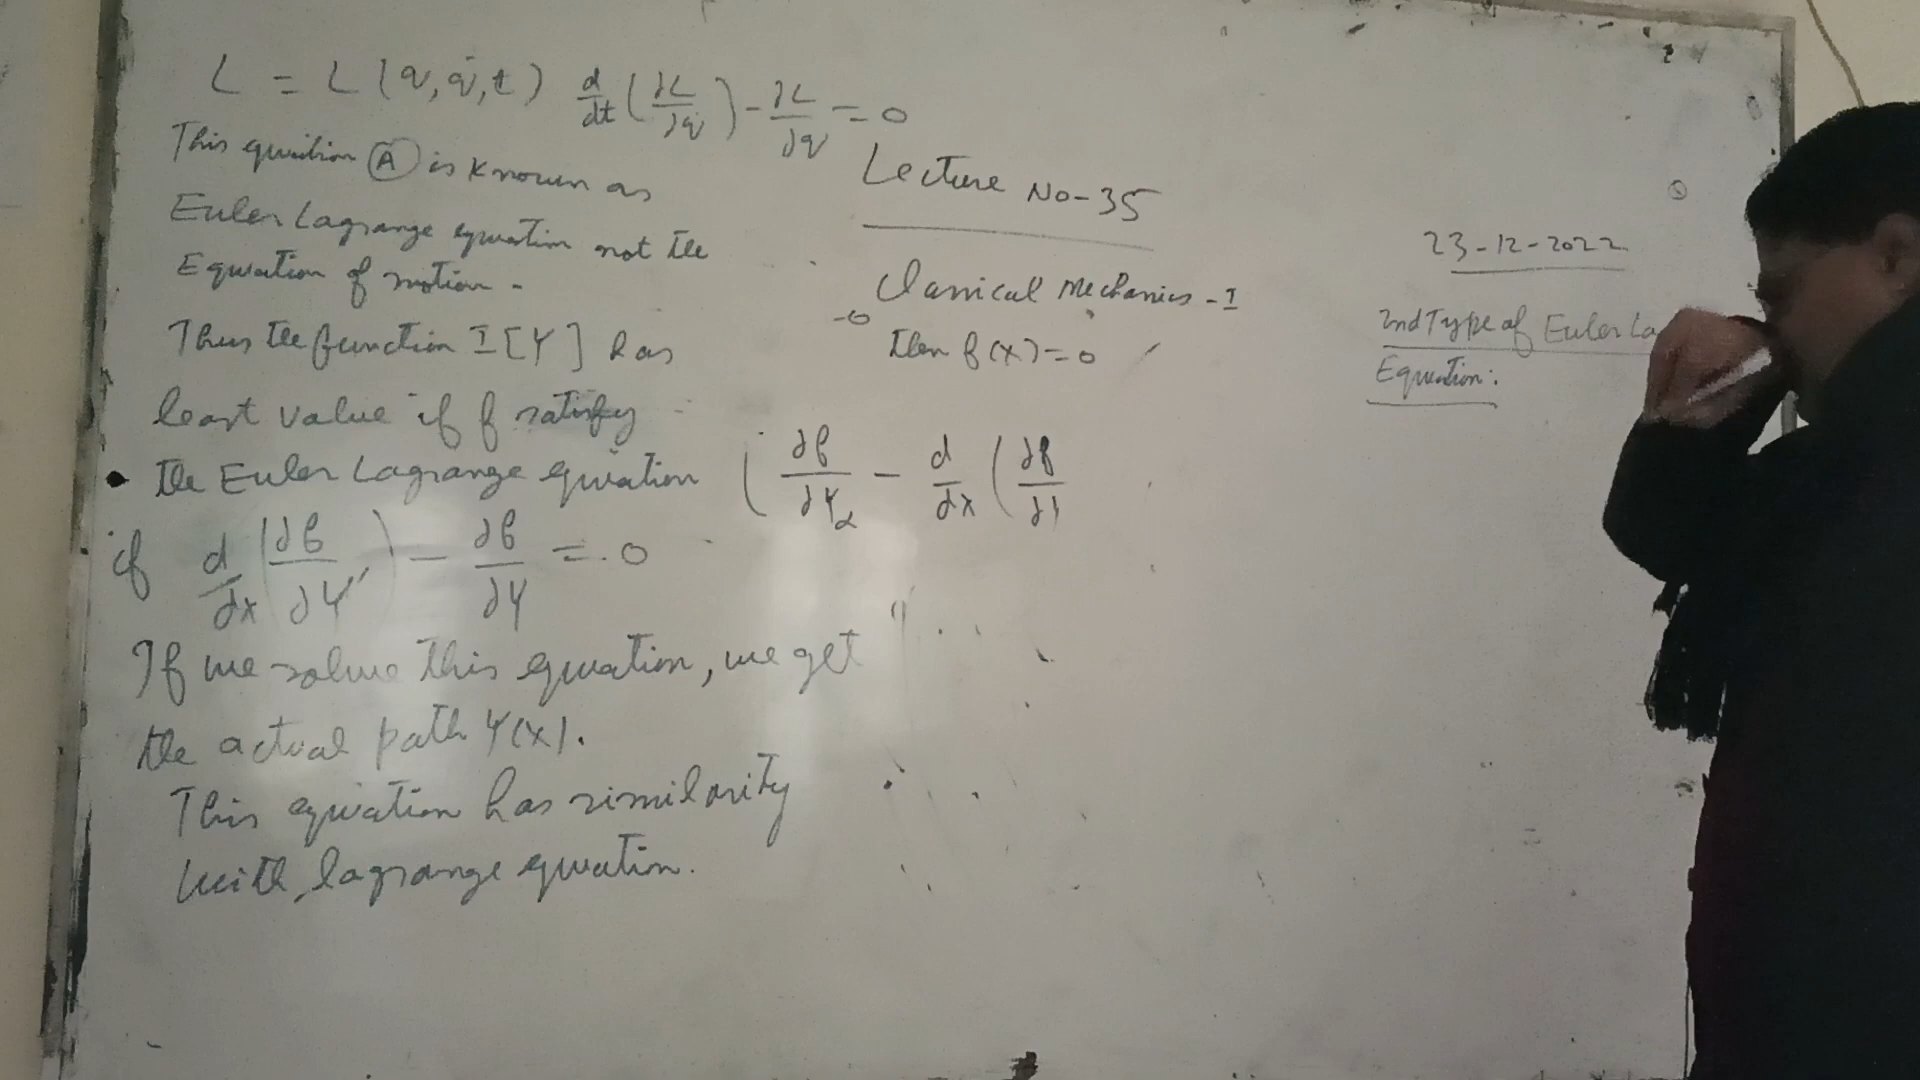 L = L(q, q̇, t) d/dt (∂L/∂q̇) - ∂L/∂q = 0
This equation (A) is known as
Euler Lagrange equation not the
Equation of motion -
Thus the function I[Y] has
least value if f satisfy
• the Euler Lagrange equation
if d/dx (∂f/∂Y′) - ∂f/∂Y = 0
If we solve this equation, we get
the actual path Y(x).
This equation has similarity
with, lagrange equation.
Lecture No-35
Classical Mechanics - I
then f(x) = 0
(∂f/∂Yα - d/dx (∂f/∂Y
23-12-2022
2nd Type of Euler La
Equation: